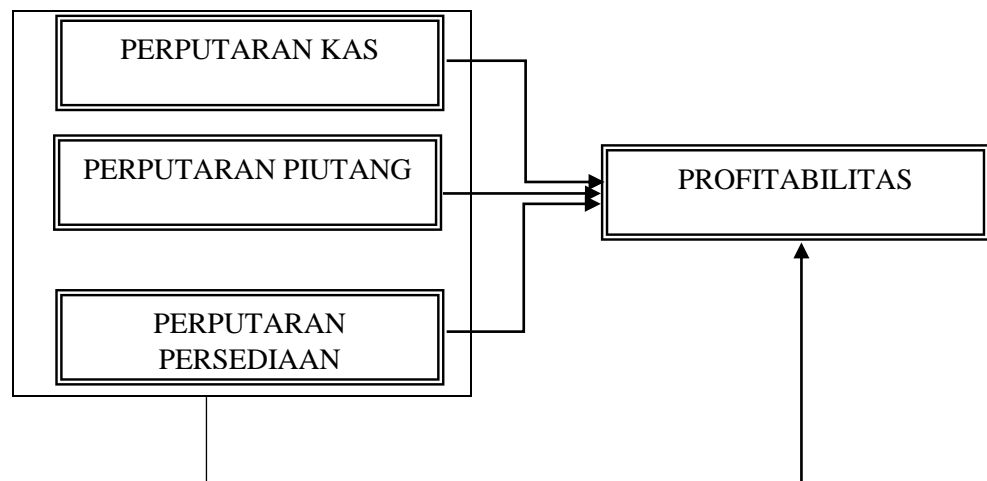 PERPUTARAN KAS
PERPUTARAN PIUTANG
PROFITABILITAS
PERPUTARAN
PERSEDIAAN